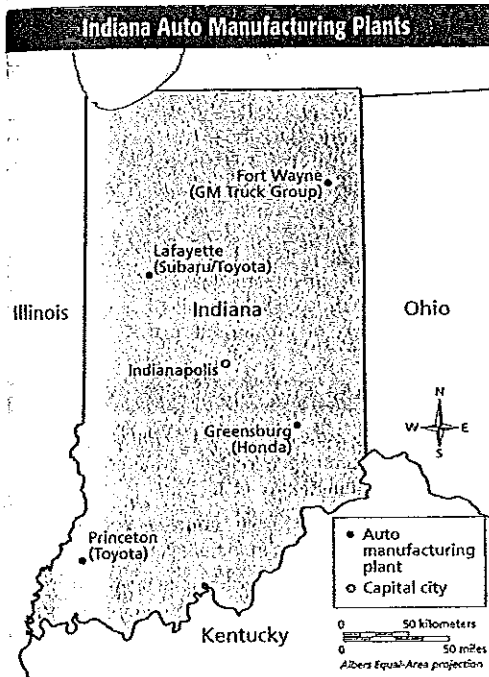 Indiana Auto Manufacturing Plants
Fort Wayne
(GM Truck Group)
Lafayette
(Subaru/Toyota)
Illinois
Indiana
Ohio
Indianapolis
Greensburg
(Honda)
N
W E
S
Princeton
(Toyota)
Auto
manufacturing
plant
Capital city
Kentucky
0 50 kilometers
0 50 miles
Albers Equal-Area projection